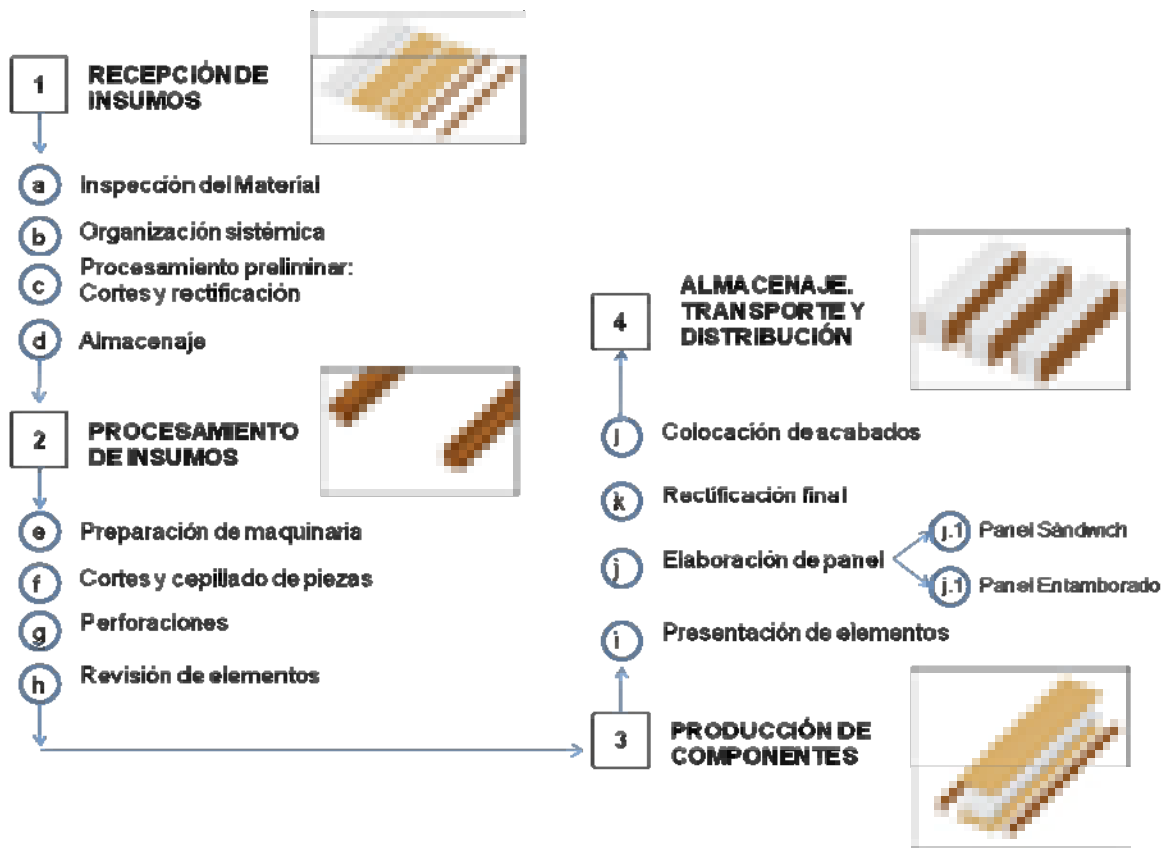 1
RECEPCIÓN DE
INSUMOS
a
Inspección del Material
b
Organización sistémica
c
Procesamiento preliminar:
Cortes y rectificación
d
Almacenaje
2
PROCESAMIENTO
DE INSUMOS
e
Preparación de maquinaria
f
Cortes y cepillado de piezas
g
Perforaciones
h
Revisión de elementos
4
ALMACENAJE.
TRANSPORTE Y
DISTRIBUCIÓN
j
Colocación de acabados
k
Rectificación final
j
Elaboración de panel
j.1
Panel Sándwich
j.1
Panel Entamborado
i
Presentación de elementos
3
PRODUCCIÓN DE
COMPONENTES